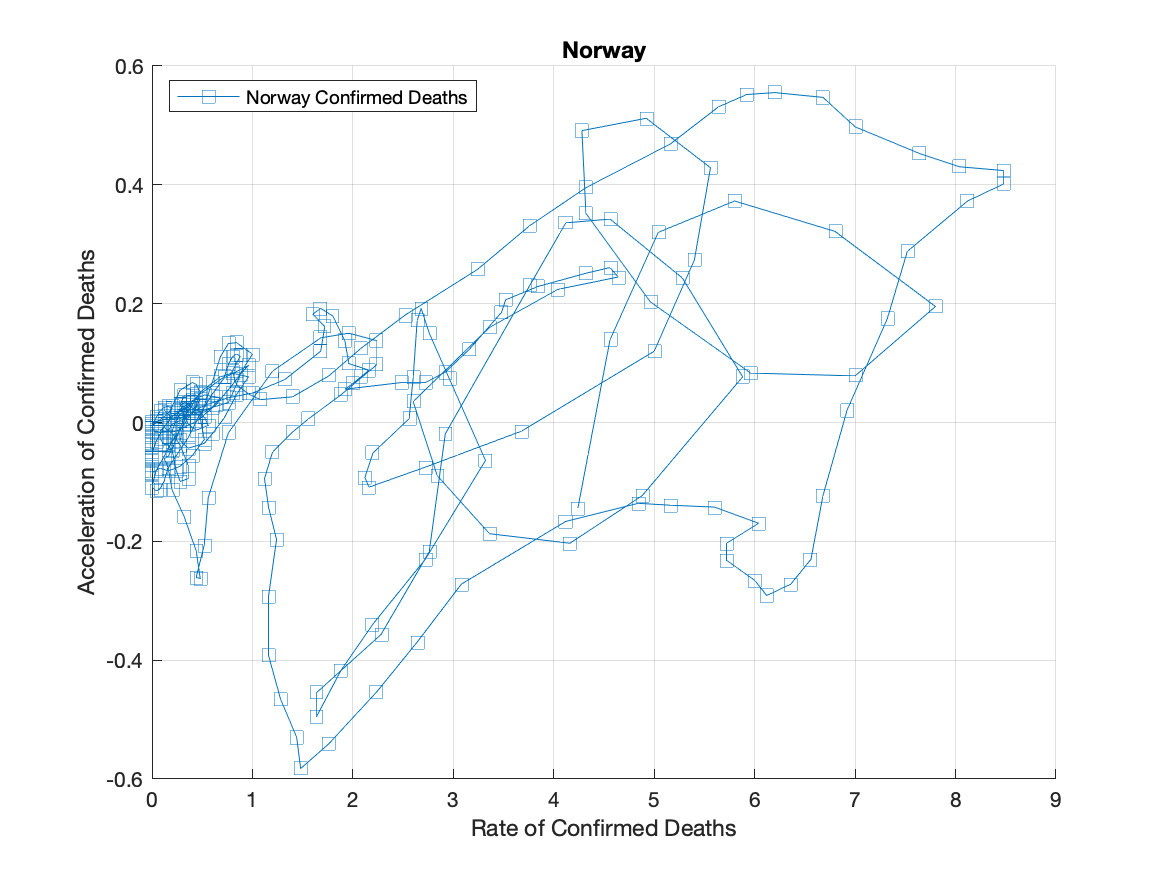 Norway
Norway Confirmed Deaths
0.6
0.4
0.2
0
-0.2
-0.4
-0.6
Acceleration of Confirmed Deaths
0 1 2 3 4 5 6 7 8 9
Rate of Confirmed Deaths